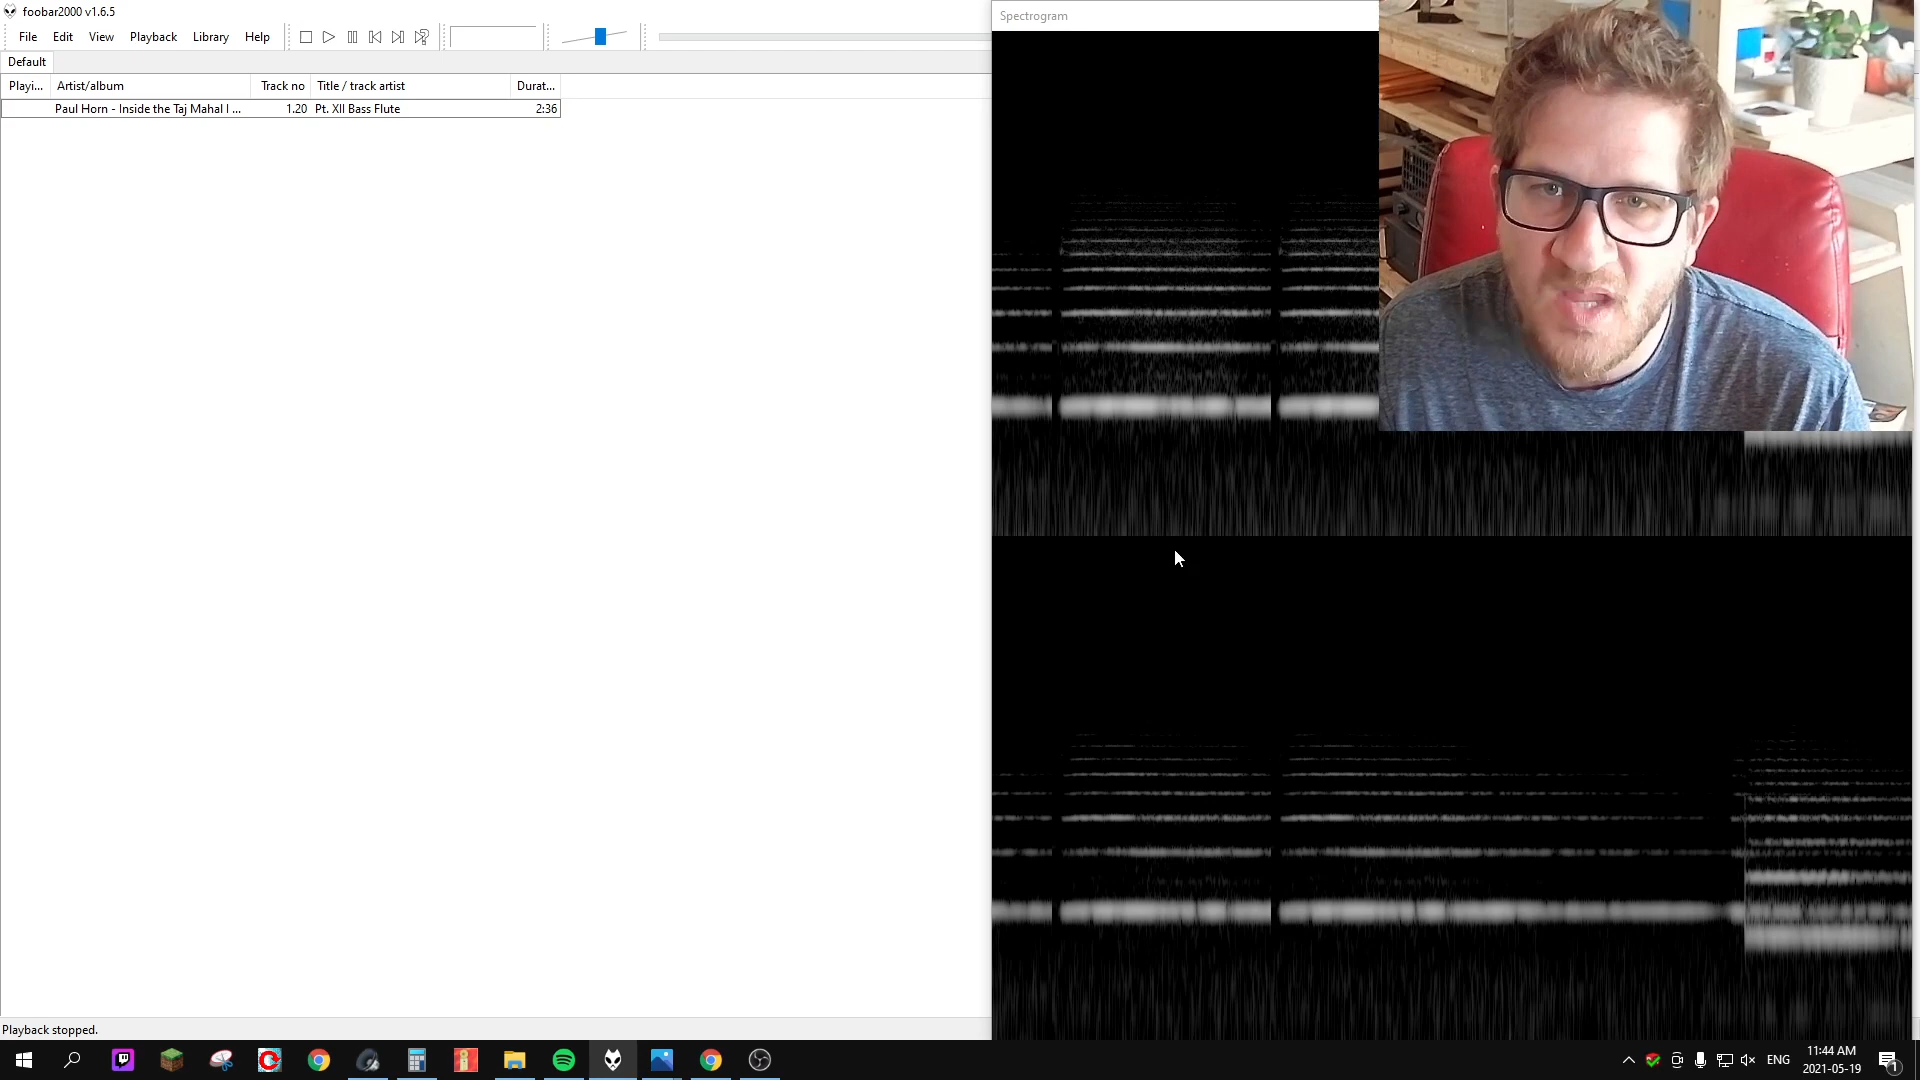 foobar2000 v1.6.5
File Edit View Playback Library Help
Default
Playi... Artist/album Track no Title / track artist Durat...
Paul Horn - Inside the Taj Mahal I ... 1.20 Pt. XII Bass Flute 2:36
Spectrogram
Playback stopped.
ENG
11:44 AM
2021-05-19
1